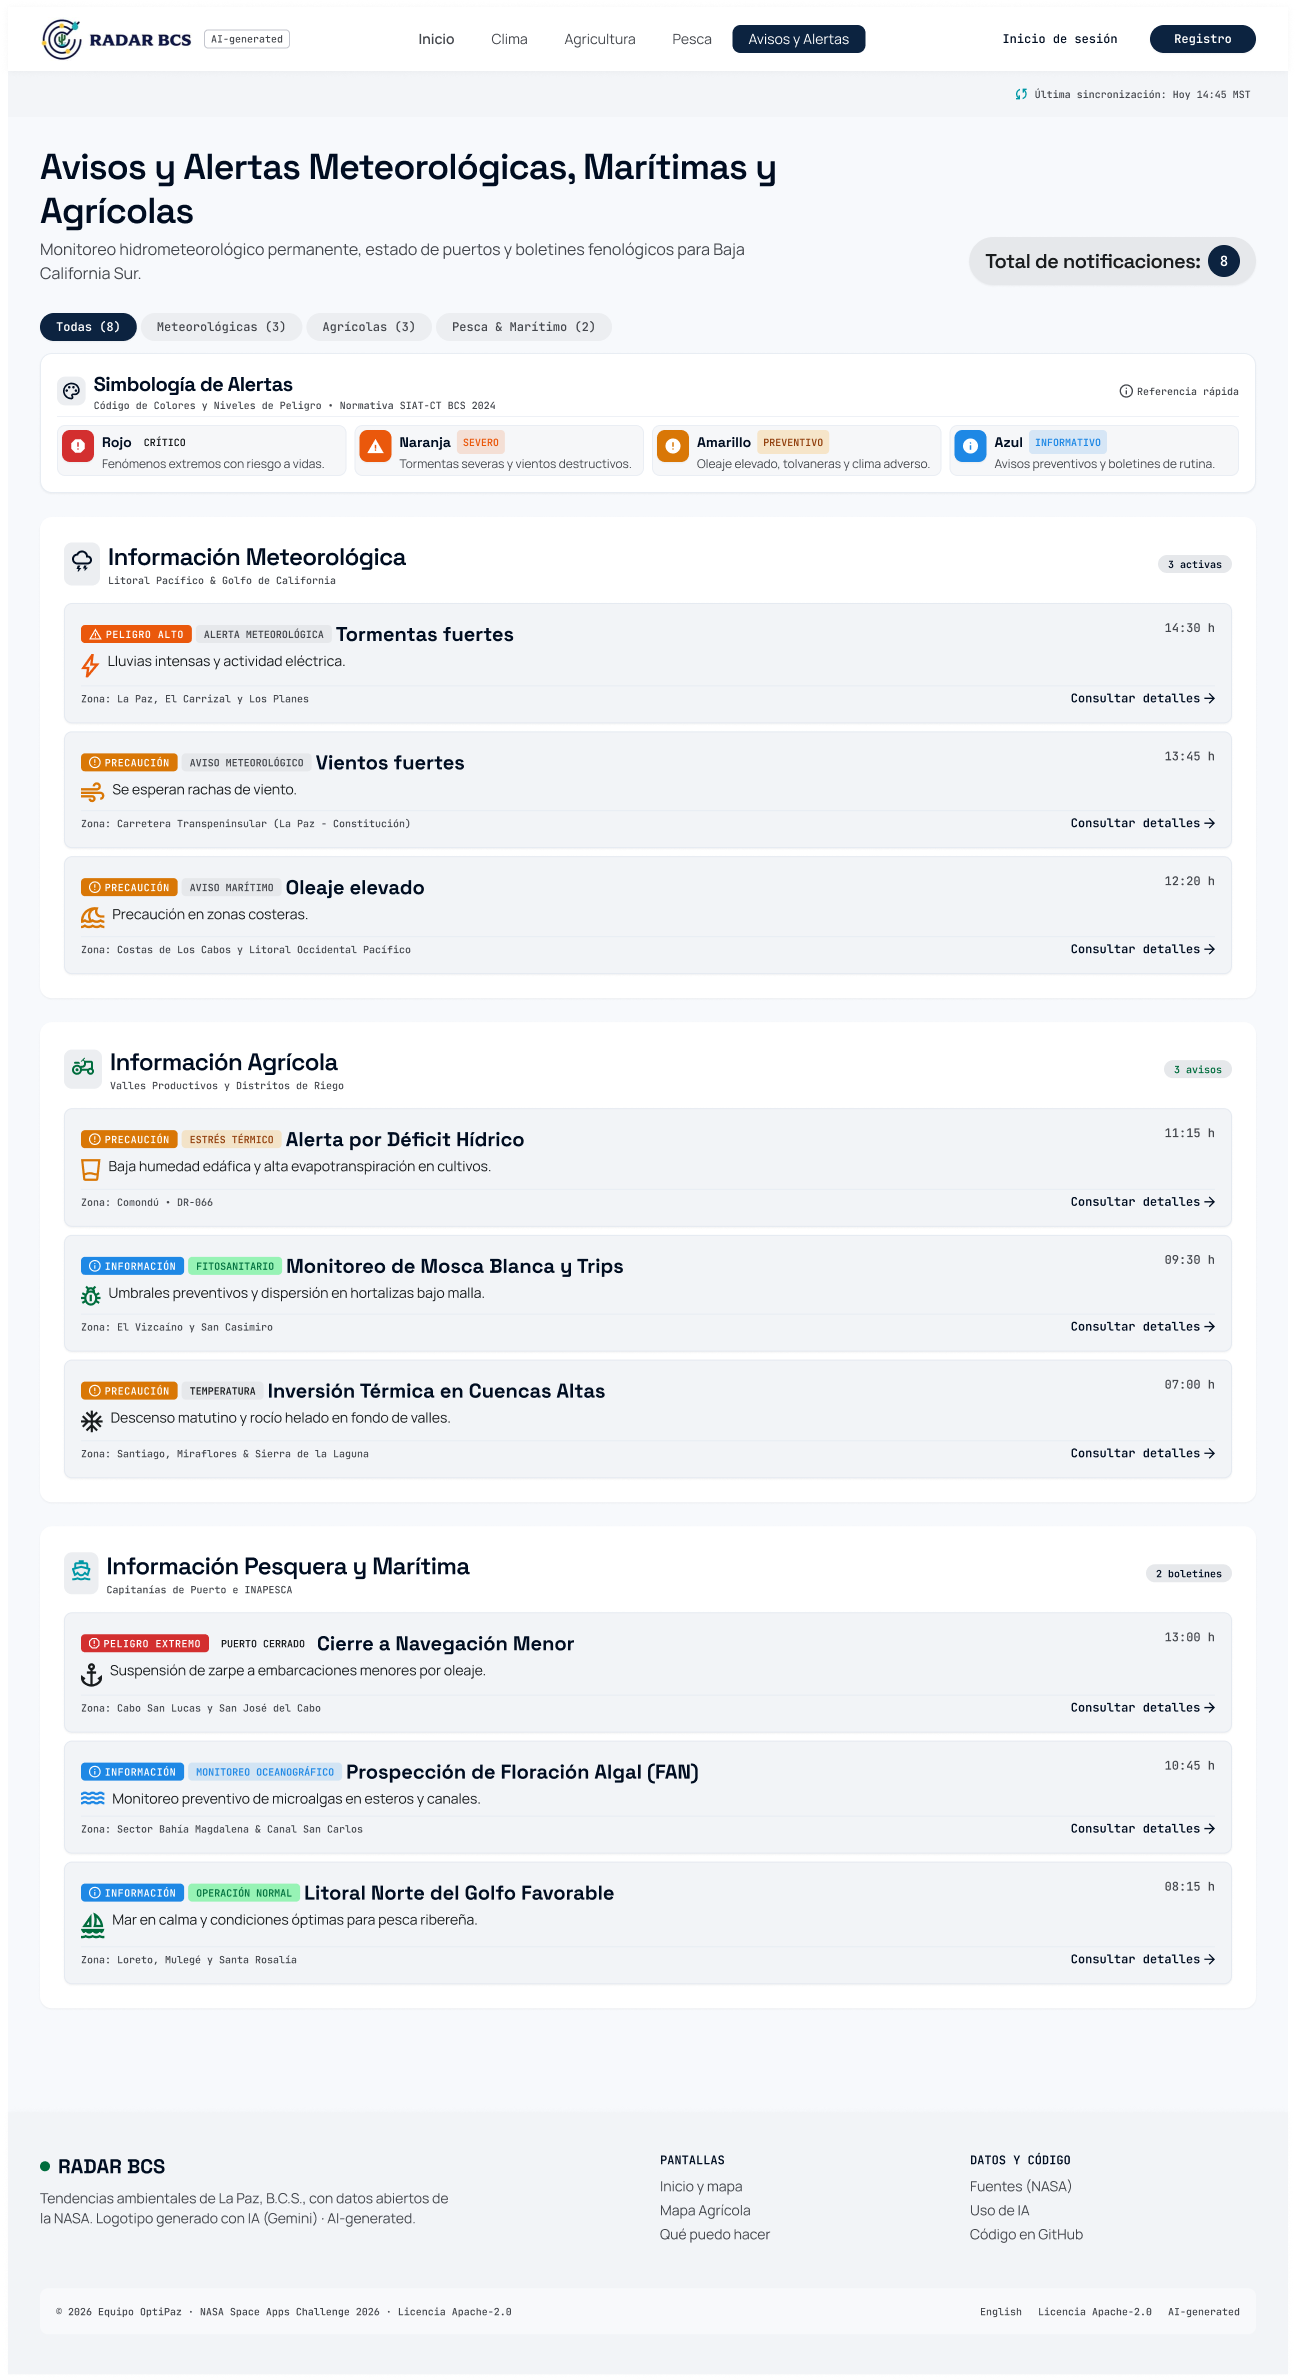 RADAR BCS
AI-generated
Inicio
Clima
Agricultura
Pesca
Avisos y Alertas
Inicio de sesión
Registro
Última sincronización: Hoy 14:45 MST
Avisos y Alertas Meteorológicas, Marítimas y
Agrícolas
Monitoreo hidrometeorológico permanente, estado de puertos y boletines fenológicos para Baja
California Sur.
Total de notificaciones: 8
Todas (8)
Meteorológicas (3)
Agrícolas (3)
Pesca & Marítimo (2)
Simbología de Alertas
Código de Colores y Niveles de Peligro • Normativa SIAT-CT BCS 2024
Referencia rápida
Rojo CRÍTICO
Fenómenos extremos con riesgo a vidas.
Naranja SEVERO
Tormentas severas y vientos destructivos.
Amarillo PREVENTIVO
Oleaje elevado, tolvaneras y clima adverso.
Azul INFORMATIVO
Avisos preventivos y boletines de rutina.
Información Meteorológica
Litoral Pacífico & Golfo de California
3 activas
PELIGRO ALTO ALERTA METEOROLÓGICA Tormentas fuertes
14:30 h
Lluvias intensas y actividad eléctrica.
Zona: La Paz, El Carrizal y Los Planes
Consultar detalles →
PRECAUCIÓN AVISO METEOROLÓGICO Vientos fuertes
13:45 h
Se esperan rachas de viento.
Zona: Carretera Transpeninsular (La Paz - Constitución)
Consultar detalles →
PRECAUCIÓN AVISO MARÍTIMO Oleaje elevado
12:20 h
Precaución en zonas costeras.
Zona: Costas de Los Cabos y Litoral Occidental Pacífico
Consultar detalles →
Información Agrícola
Valles Productivos y Distritos de Riego
3 avisos
PRECAUCIÓN ESTRÉS TÉRMICO Alerta por Déficit Hídrico
11:15 h
Baja humedad edáfica y alta evapotranspiración en cultivos.
Zona: Comondú • DR-066
Consultar detalles →
INFORMACIÓN FITOSANITARIO Monitoreo de Mosca Blanca y Trips
09:30 h
Umbrales preventivos y dispersión en hortalizas bajo malla.
Zona: El Vizcaíno y San Casimiro
Consultar detalles →
PRECAUCIÓN TEMPERATURA Inversión Térmica en Cuencas Altas
07:00 h
Descenso matutino y rocío helado en fondo de valles.
Zona: Santiago, Miraflores & Sierra de la Laguna
Consultar detalles →
Información Pesquera y Marítima
Capitanías de Puerto e INAPESCA
2 boletines
PELIGRO EXTREMO PUERTO CERRADO Cierre a Navegación Menor
13:00 h
Suspensión de zarpe a embarcaciones menores por oleaje.
Zona: Cabo San Lucas y San José del Cabo
Consultar detalles →
INFORMACIÓN MONITOREO OCEANOGRÁFICO Prospección de Floración Algal (FAN)
10:45 h
Monitoreo preventivo de microalgas en esteros y canales.
Zona: Sector Bahía Magdalena & Canal San Carlos
Consultar detalles →
INFORMACIÓN OPERACIÓN NORMAL Litoral Norte del Golfo Favorable
08:15 h
Mar en calma y condiciones óptimas para pesca ribereña.
Zona: Loreto, Mulegé y Santa Rosalía
Consultar detalles →
RADAR BCS
Tendencias ambientales de La Paz, B.C.S., con datos abiertos de
la NASA. Logotipo generado con IA (Gemini) · AI-generated.
PANTALLAS
Inicio y mapa
Mapa Agrícola
Qué puedo hacer
DATOS Y CÓDIGO
Fuentes (NASA)
Uso de IA
Código en GitHub
© 2026 Equipo OptiPaz · NASA Space Apps Challenge 2026 · Licencia Apache-2.0
English
Licencia Apache-2.0
AI-generated